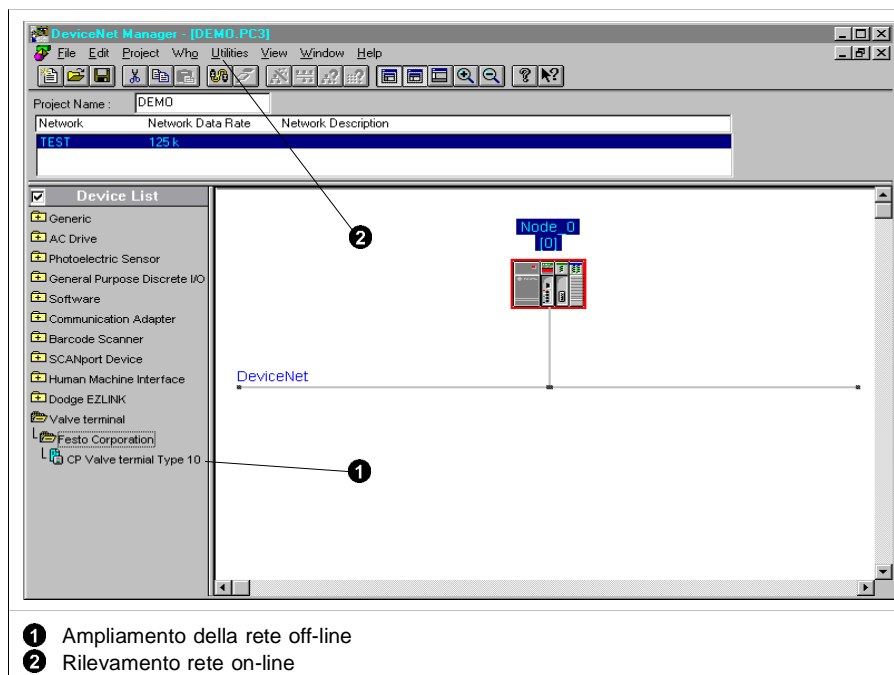 DeviceNet Manager - [DEMO.PC3]
File Edit Project Who Utilities View Window Help
Project Name : DEMO
Network Network Data Rate Network Description
TEST 125 k
Device List
Generic
AC Drive
Photoelectric Sensor
General Purpose Discrete I/O
Software
Communication Adapter
Barcode Scanner
SCANport Device
Human Machine Interface
Dodge EZLINK
Valve terminal
Festo Corporation
CP Valve termial Type 10
Node_0
[0]
DeviceNet
2
1
1 Ampliamento della rete off-line
2 Rilevamento rete on-line